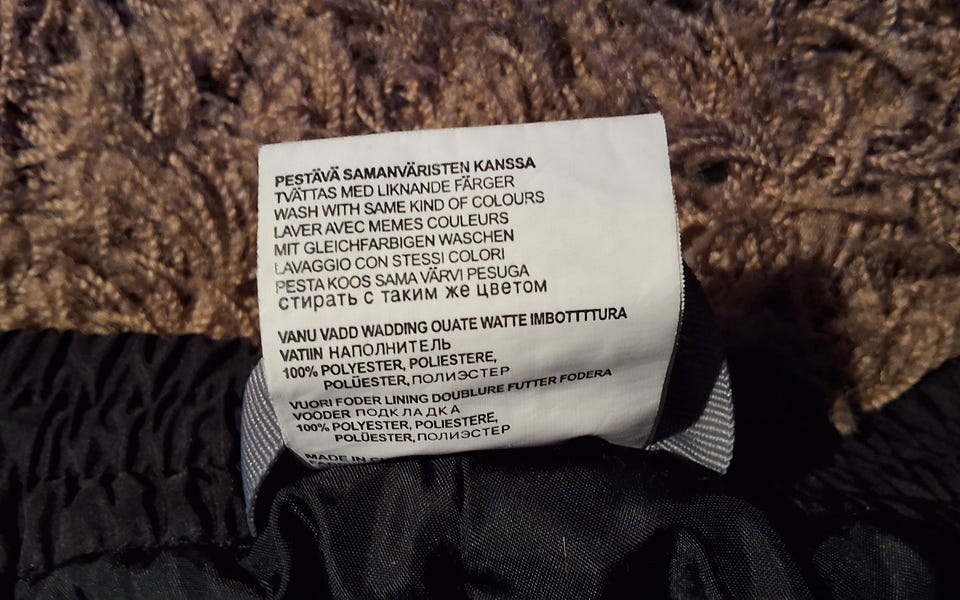 PESTÄVÄ SAMANVÄRISTEN KANSSA
TVÄTTAS MED LIKNANDE FÄRGER
WASH WITH SAME KIND OF COLOURS
LAVER AVEC MEMES COULEURS
MIT GLEICHFARBIGEN WASCHEN
LAVAGGIO CON STESSI COLORI
PESTA KOOS SAMA VÄRVI PESUGA
стирать с таким же цветом
VANU VADD WADDING OUATE WATTE IMBOTTTTURA
VATIIN НАПОЛНИТЕЛЬ
100% POLYESTER, POLIESTERE,
POLÜESTER, ПОЛИЭСТЕР
VUORI FODER LINING DOUBLURE FUTTER FODERA
VOODER ПОДКЛАДКА
100% POLYESTER, POLIESTERE,
POLÜESTER, ПОЛИЭСТЕР
MADE IN